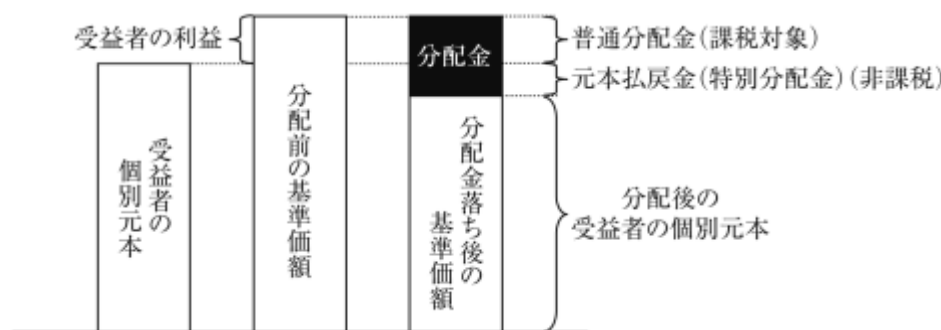 受益者の利益
分配金
普通分配金(課税対象)
元本払戻金(特別分配金)(非課税)
受益者の
個別元本
分配前の基準価額
分配金落ち後の
基準価額
分配後の
受益者の個別元本